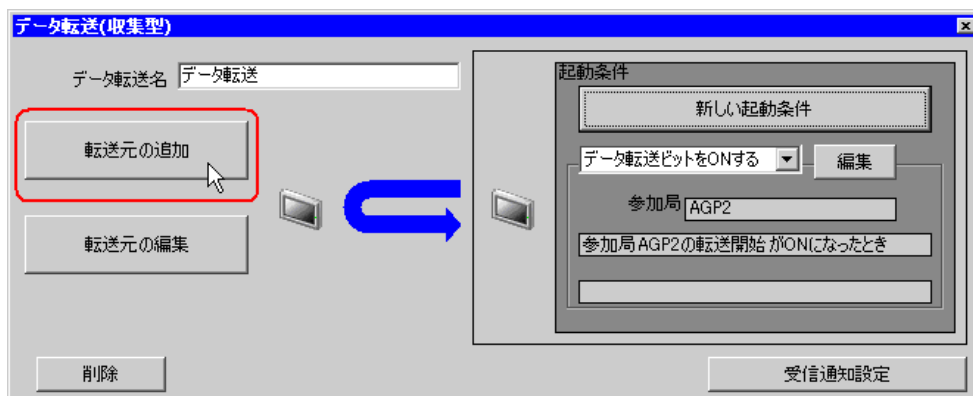 データ転送(収集型)
データ転送名 データ転送
転送元の追加
転送元の編集
起動条件
新しい起動条件
データ転送ビットをONする 編集
参加局 AGP2
参加局AGP2の転送開始 がONになったとき
削除
受信通知設定